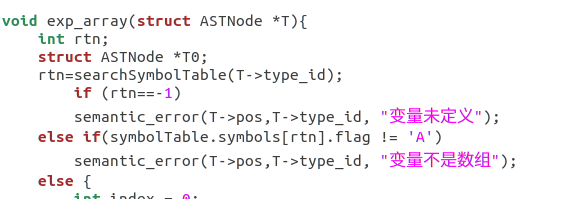 void exp_array(struct ASTNode *T){
    int rtn;
    struct ASTNode *T0;
    rtn=searchSymbolTable(T->type_id);
        if (rtn==-1)
        semantic_error(T->pos,T->type_id, "变量未定义");
    else if(symbolTable.symbols[rtn].flag != 'A')
        semantic_error(T->pos,T->type_id, "变量不是数组");
    else {
        int index = 0;